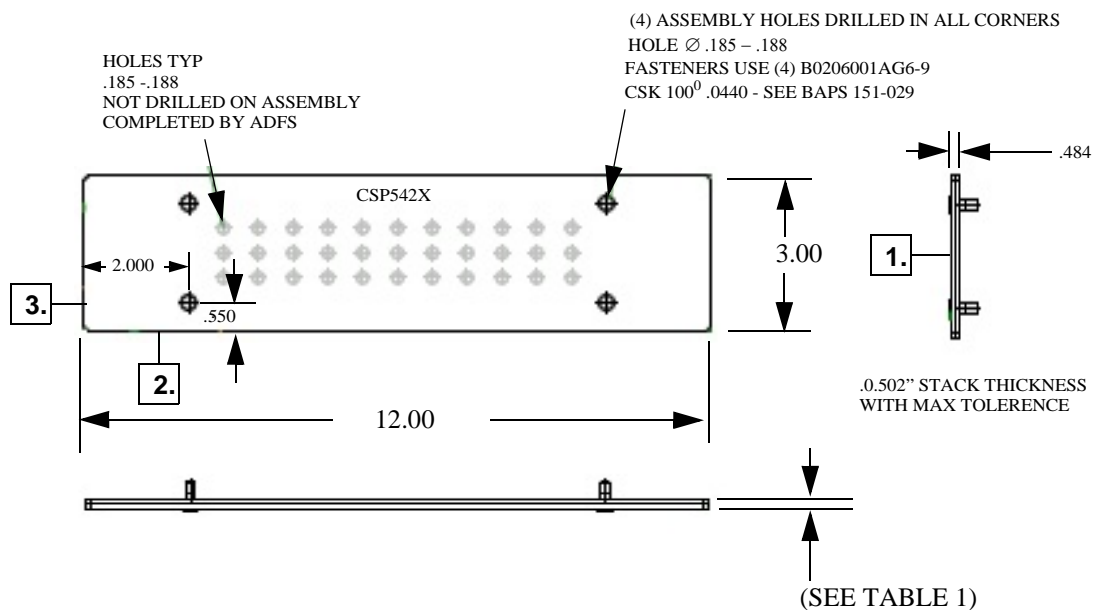 (4) ASSEMBLY HOLES DRILLED IN ALL CORNERS
HOLE ∅ .185 – .188
FASTENERS USE (4) B0206001AG6-9
CSK 100⁰ .0440 - SEE BAPS 151-029
HOLES TYP
.185 -.188
NOT DRILLED ON ASSEMBLY
COMPLETED BY ADFS
.484
CSP542X
2.000
3.00
1.
3.
.550
2.
.0.502” STACK THICKNESS
WITH MAX TOLERENCE
12.00
(SEE TABLE 1)